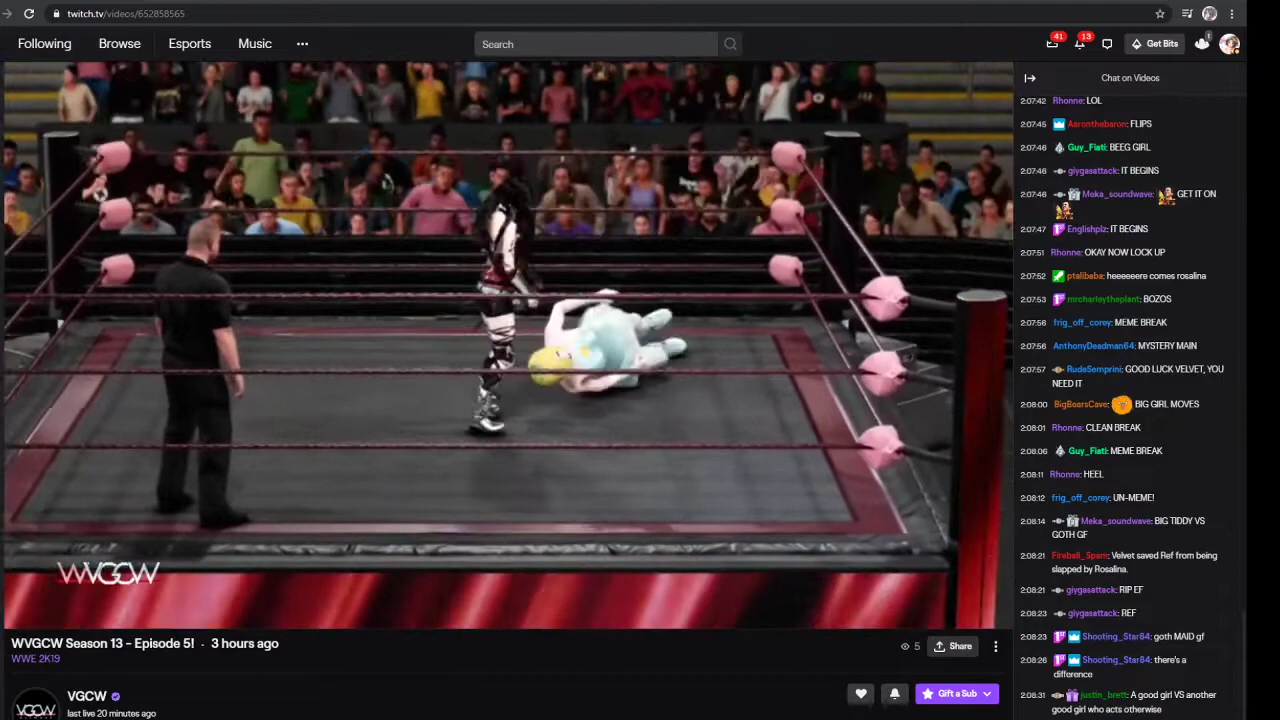 twitch.tv/videos/652858565
Following Browse Esports Music Search 41 13 Get Bits 1
Chat on Videos
2:07:42 Rhonne: LOL
2:07:45 Aaronthebaron: FLIPS
2:07:46 Guy_Fiati: BEEG GIRL
2:07:46 giygasattack: IT BEGINS
2:07:46 Meka_soundwave: GET IT ON
2:07:47 Englishplz: IT BEGINS
2:07:51 Rhonne: OKAY NOW LOCK UP
2:07:52 ptalibaba: heeeeeere comes rosalina
2:07:53 mrcharleytheplant: BOZOS
2:07:56 frig_off_corey: MEME BREAK
2:07:56 AnthonyDeadman64: MYSTERY MAIN
2:07:57 RudeSemprini: GOOD LUCK VELVET, YOU
NEED IT
2:08:00 BigBearsCave: BIG GIRL MOVES
2:08:01 Rhonne: CLEAN BREAK
2:08:06 Guy_Fiati: MEME BREAK
2:08:11 Rhonne: HEEL
2:08:12 frig_off_corey: UN-MEME!
2:08:14 Meka_soundwave: BIG TIDDY VS
GOTH GF
2:08:21 Fireball_Spam: Velvet saved Ref from being
slapped by Rosalina.
2:08:21 giygasattack: RIP EF
2:08:23 giygasattack: REF
2:08:23 Shooting_Star84: goth MAID gf
2:08:26 Shooting_Star84: there's a
difference
2:08:31 justin_brett: A good girl VS another
good girl who acts otherwise
WVGCW
WVGCW Season 13 - Episode 5! · 3 hours ago
WWE 2K19
5 Share
VGCW
last live 20 minutes ago
Gift a Sub
VGCW